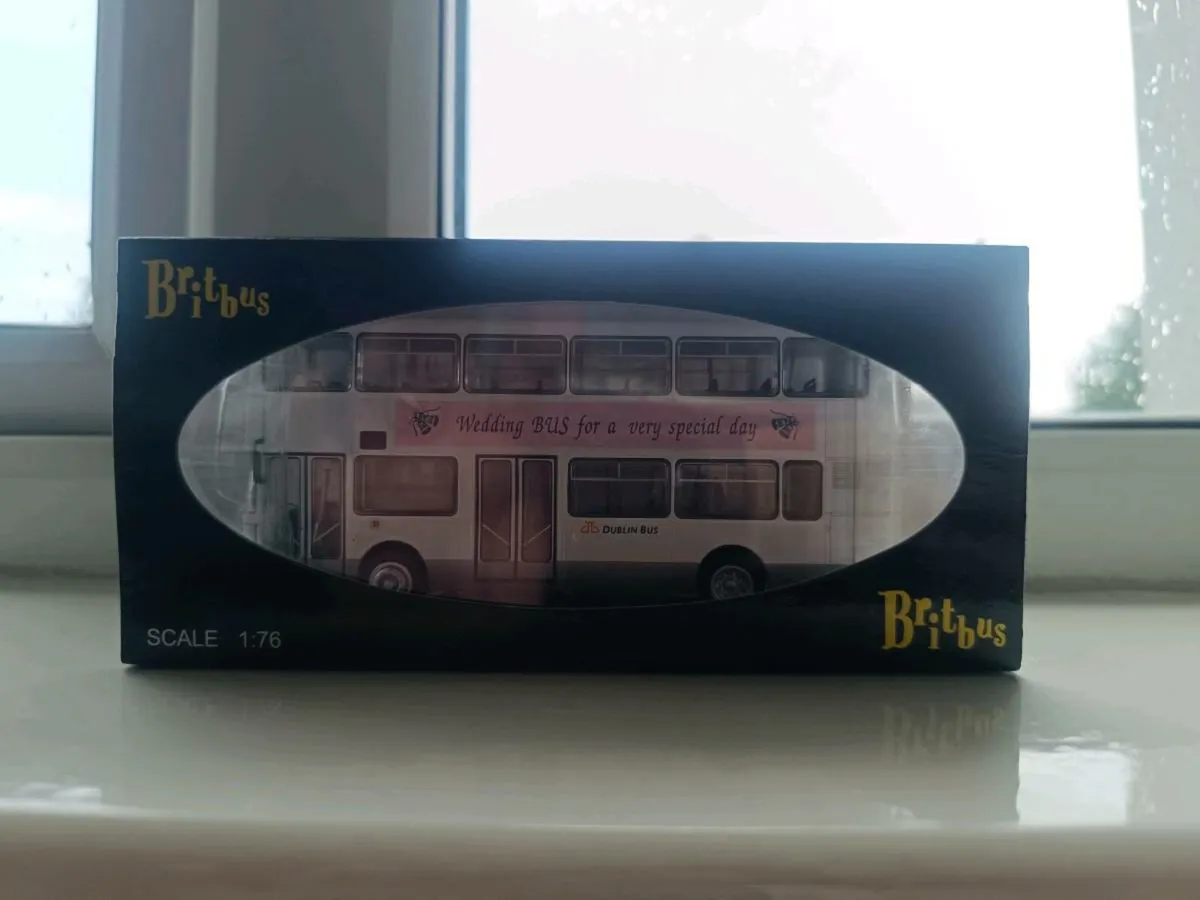 Britbus
Wedding BUS for a very special day
DUBLIN BUS
SCALE 1:76
Britbus